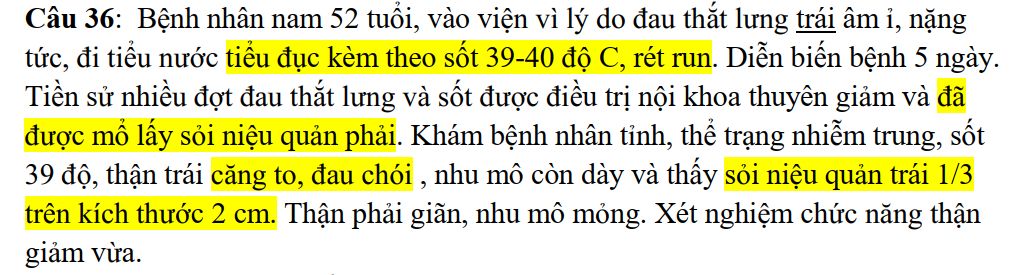 Câu 36:  Bệnh nhân nam 52 tuổi, vào viện vì lý do đau thắt lưng trái âm ỉ, nặng
tức, đi tiểu nước tiểu đục kèm theo sốt 39-40 độ C, rét run. Diễn biến bệnh 5 ngày.
Tiền sử nhiều đợt đau thắt lưng và sốt được điều trị nội khoa thuyên giảm và đã
được mổ lấy sỏi niệu quản phải. Khám bệnh nhân tỉnh, thể trạng nhiễm trung, sốt
39 độ, thận trái căng to, đau chói , nhu mô còn dày và thấy sỏi niệu quản trái 1/3
trên kích thước 2 cm. Thận phải giãn, nhu mô mỏng. Xét nghiệm chức năng thận
giảm vừa.